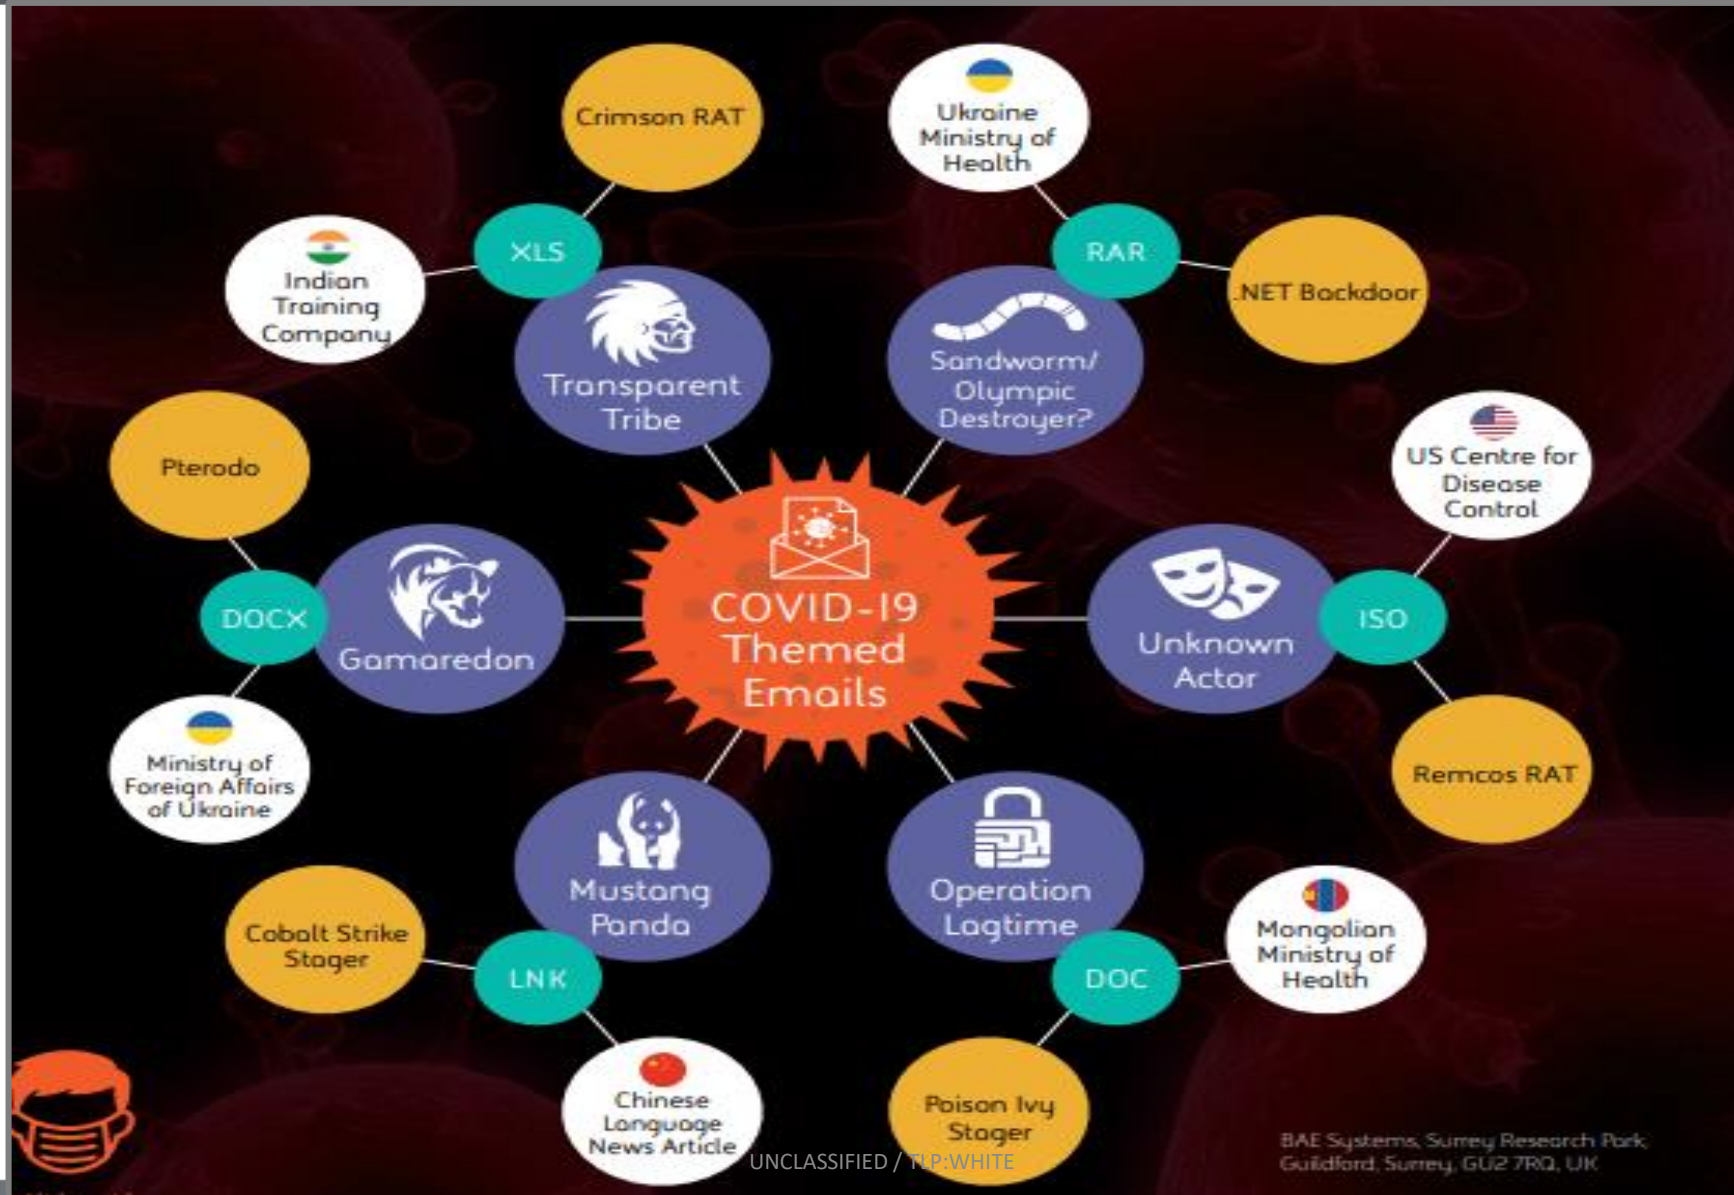 Crimson RAT
Ukraine
Ministry of
Health
XLS
RAR
Indian
Training
Company
.NET Backdoor
Transparent
Tribe
Sandworm/
Olympic
Destroyer?
Pterodo
US Centre for
Disease
Control
COVID-19
Themed
Emails
DOCX
Gamaredon
Unknown
Actor
ISO
Ministry of
Foreign Affairs
of Ukraine
Remcos RAT
Mustang
Panda
Operation
Lagtime
Cobalt Strike
Stager
LNK
DOC
Mongolian
Ministry of
Health
Chinese
Language
News Article
Poison Ivy
Stager
UNCLASSIFIED / TLP:WHITE
BAE Systems, Surrey Research Park,
Guildford, Surrey, GU2 7RQ, UK